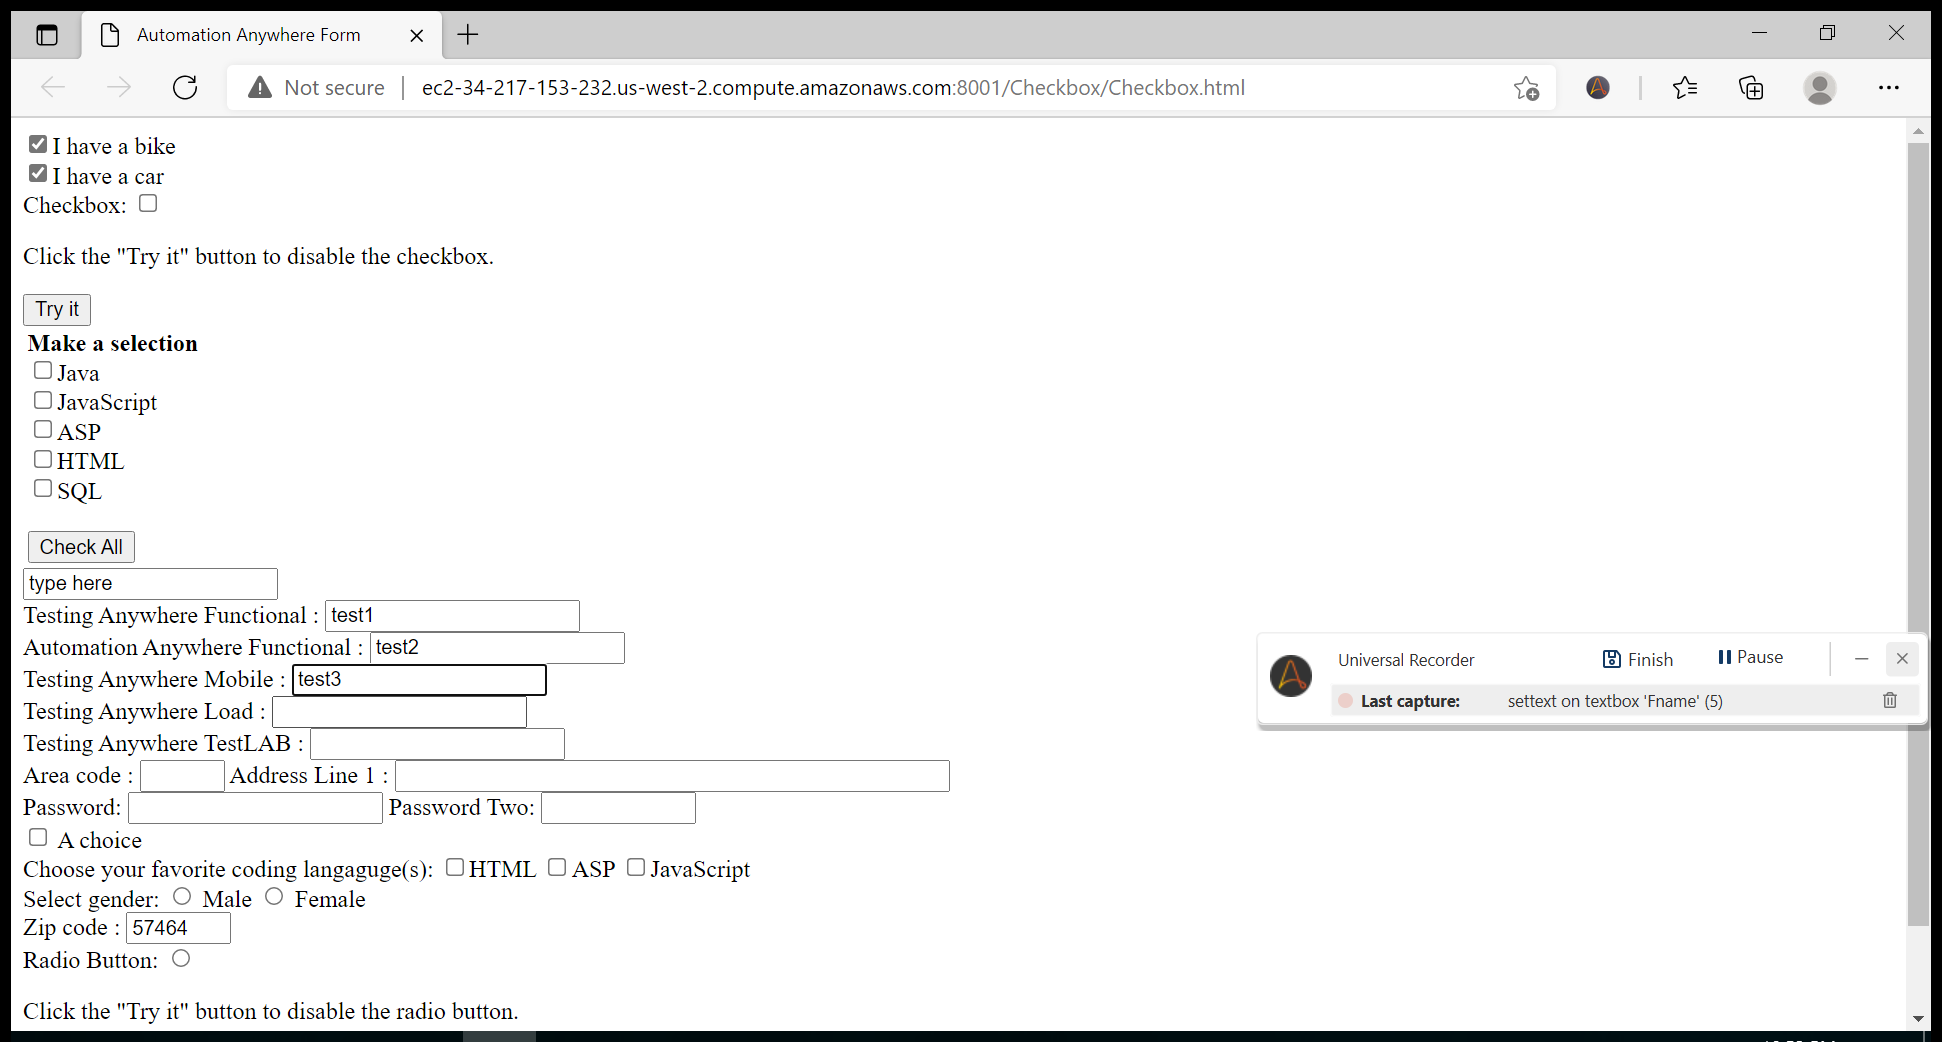 Automation Anywhere Form
Not secure | ec2-34-217-153-232.us-west-2.compute.amazonaws.com:8001/Checkbox/Checkbox.html
I have a bike
I have a car
Checkbox:
Click the "Try it" button to disable the checkbox.
Try it
Make a selection
Java
JavaScript
ASP
HTML
SQL
Check All
type here
Testing Anywhere Functional : test1
Automation Anywhere Functional : test2
Testing Anywhere Mobile : test3
Testing Anywhere Load :
Testing Anywhere TestLAB :
Area code : Address Line 1 :
Password: Password Two:
A choice
Choose your favorite coding langaguge(s): HTML ASP JavaScript
Select gender: Male Female
Zip code : 57464
Radio Button:
Click the "Try it" button to disable the radio button.
Universal Recorder Finish Pause
Last capture: settext on textbox 'Fname' (5)